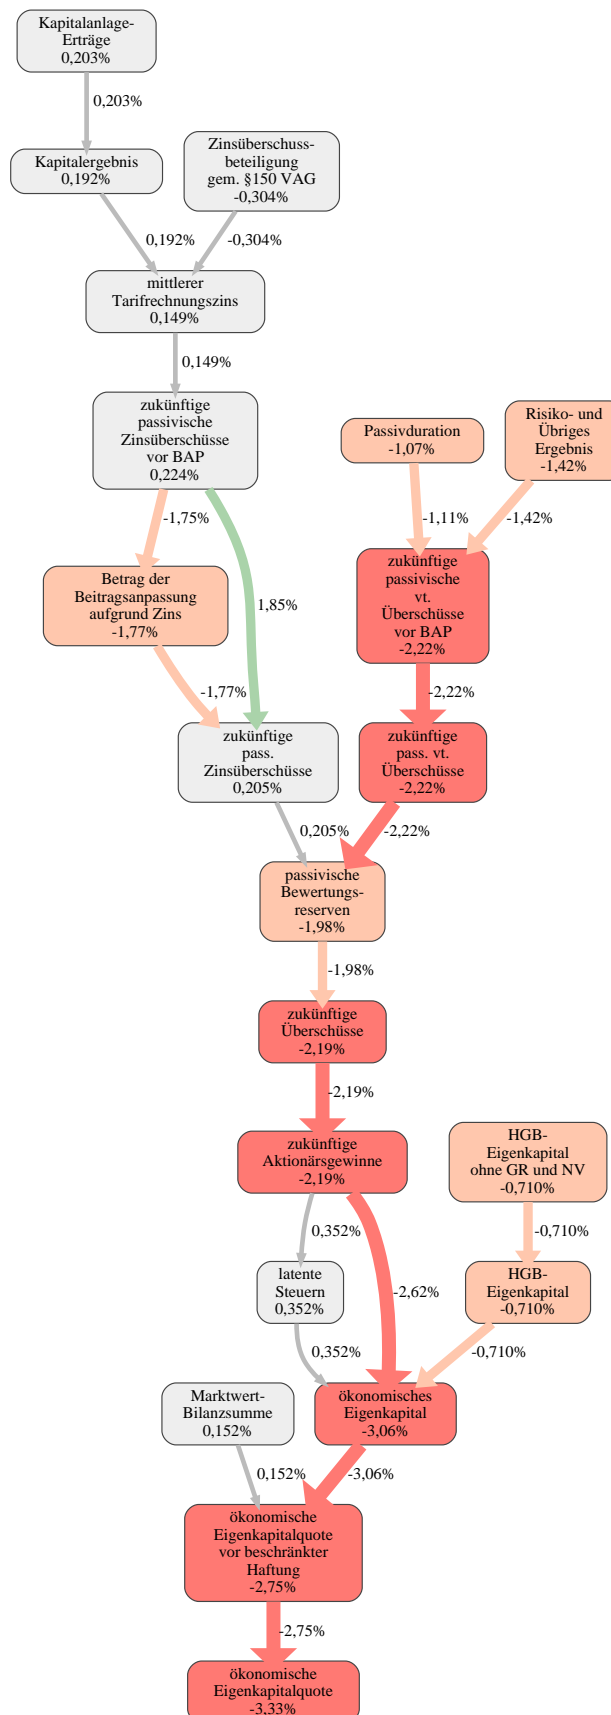 Kapitalanlage-
Erträge
0,203%
0,203%
Kapitalergebnis
0,192%
Zinsüberschuss-
beteiligung
gem. §150 VAG
-0,304%
0,192%
-0,304%
mittlerer
Tarifrechnungszins
0,149%
0,149%
zukünftige
passivische
Zinsüberschüsse
vor BAP
0,224%
Passivduration
-1,07%
Risiko- und
Übriges
Ergebnis
-1,42%
-1,75%
-1,11%
-1,42%
Betrag der
Beitragsanpassung
aufgrund Zins
-1,77%
1,85%
zukünftige
passivische
vt.
Überschüsse
vor BAP
-2,22%
-1,77%
-2,22%
zukünftige
pass.
Zinsüberschüsse
0,205%
zukünftige
pass. vt.
Überschüsse
-2,22%
0,205%
-2,22%
passivische
Bewertungs-
reserven
-1,98%
-1,98%
zukünftige
Überschüsse
-2,19%
-2,19%
zukünftige
Aktionärsgewinne
-2,19%
HGB-
Eigenkapital
ohne GR und NV
-0,710%
0,352%
-0,710%
latente
Steuern
0,352%
-2,62%
HGB-
Eigenkapital
-0,710%
0,352%
-0,710%
Marktwert-
Bilanzsumme
0,152%
ökonomisches
Eigenkapital
-3,06%
0,152%
-3,06%
ökonomische
Eigenkapitalquote
vor beschränkter
Haftung
-2,75%
-2,75%
ökonomische
Eigenkapitalquote
-3,33%